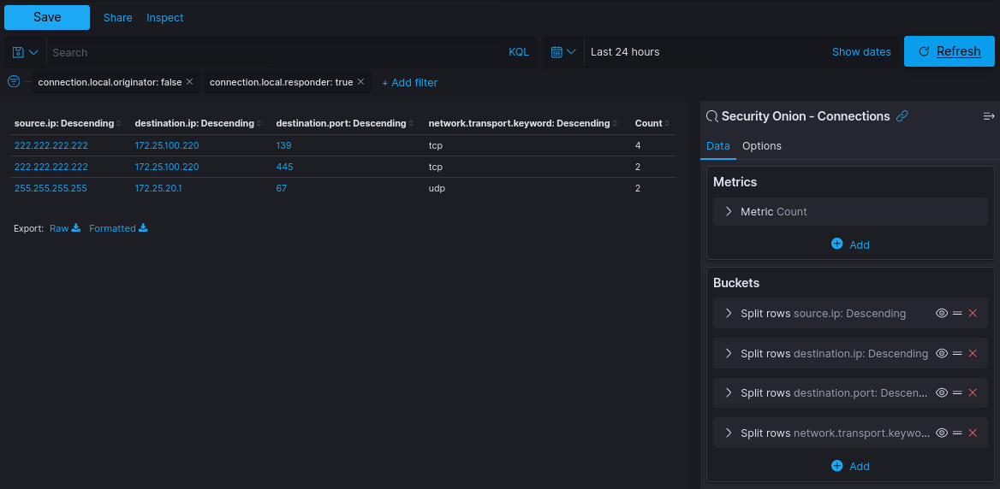 Save Share Inspect
Search KQL Last 24 hours Show dates Refresh
connection.local.originator: false connection.local.responder: true + Add filter
source.ip: Descending destination.ip: Descending destination.port: Descending network.transport.keyword: Descending Count
222.222.222.222 172.25.100.220 139 tcp 4
222.222.222.222 172.25.100.220 445 tcp 2
255.255.255.255 172.25.20.1 67 udp 2
Export: Raw Formatted
Security Onion - Connections
Data Options
Metrics
Metric Count
Add
Buckets
Split rows source.ip: Descending
Split rows destination.ip: Descending
Split rows destination.port: Descen...
Split rows network.transport.keywo...
Add